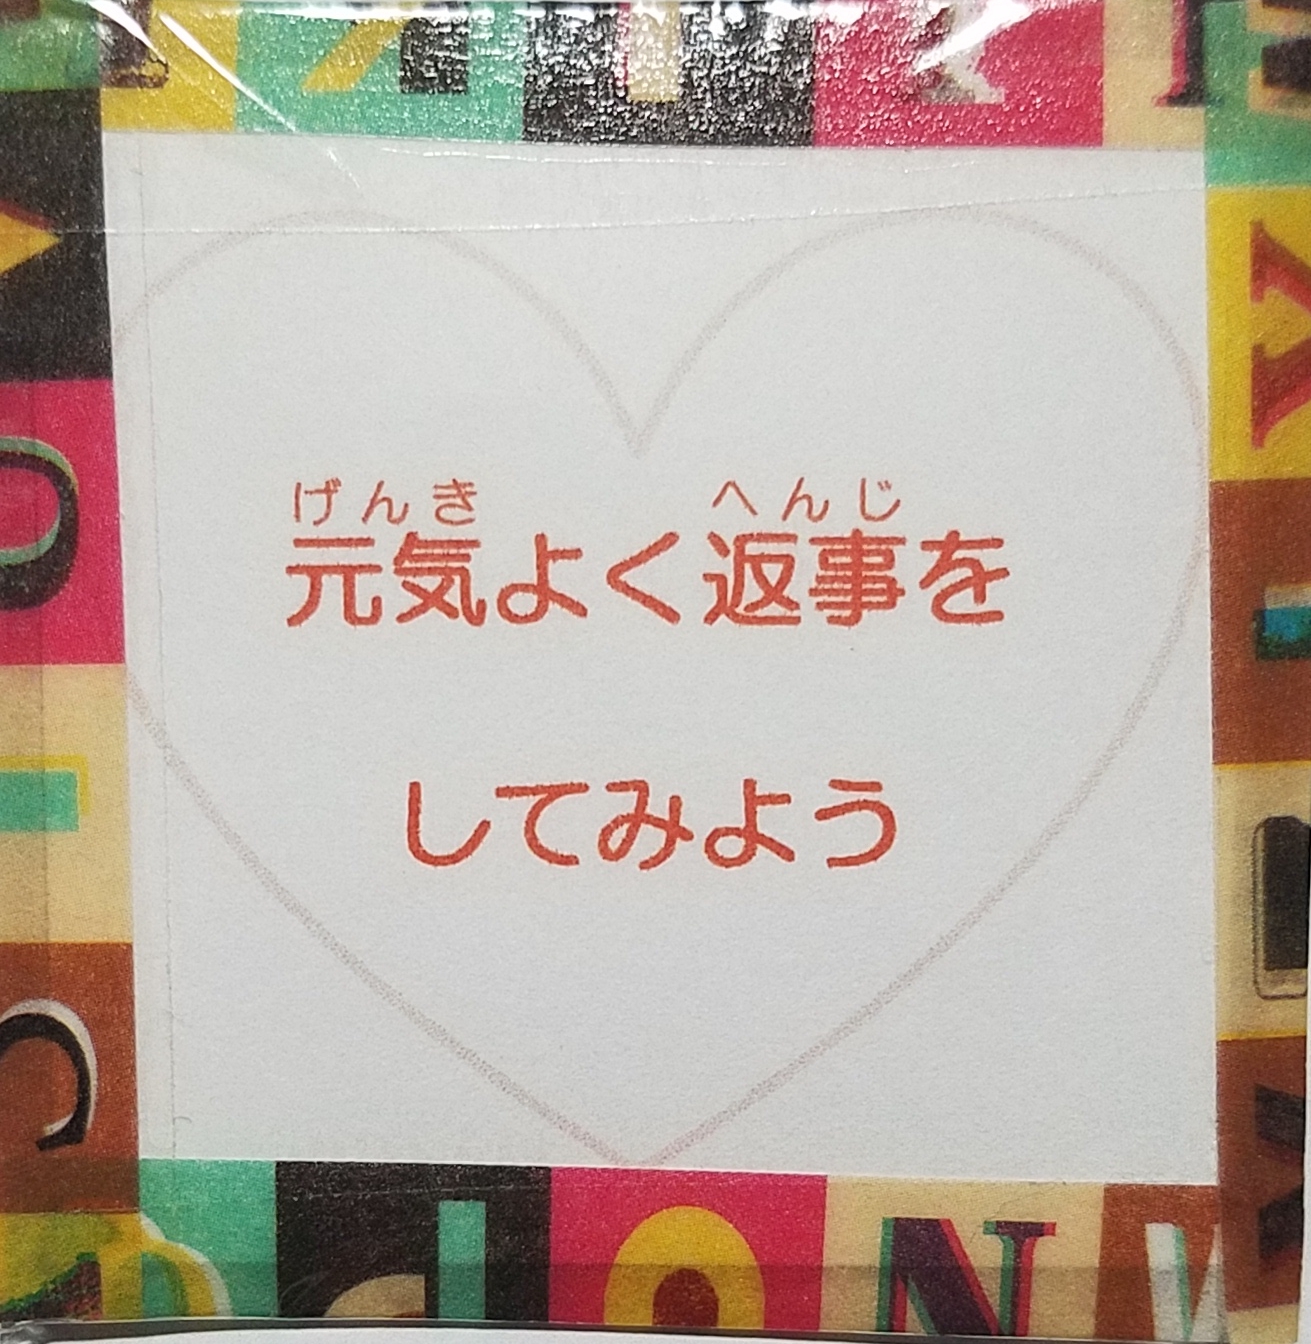 げんき へんじ
元気よく返事を
してみよう